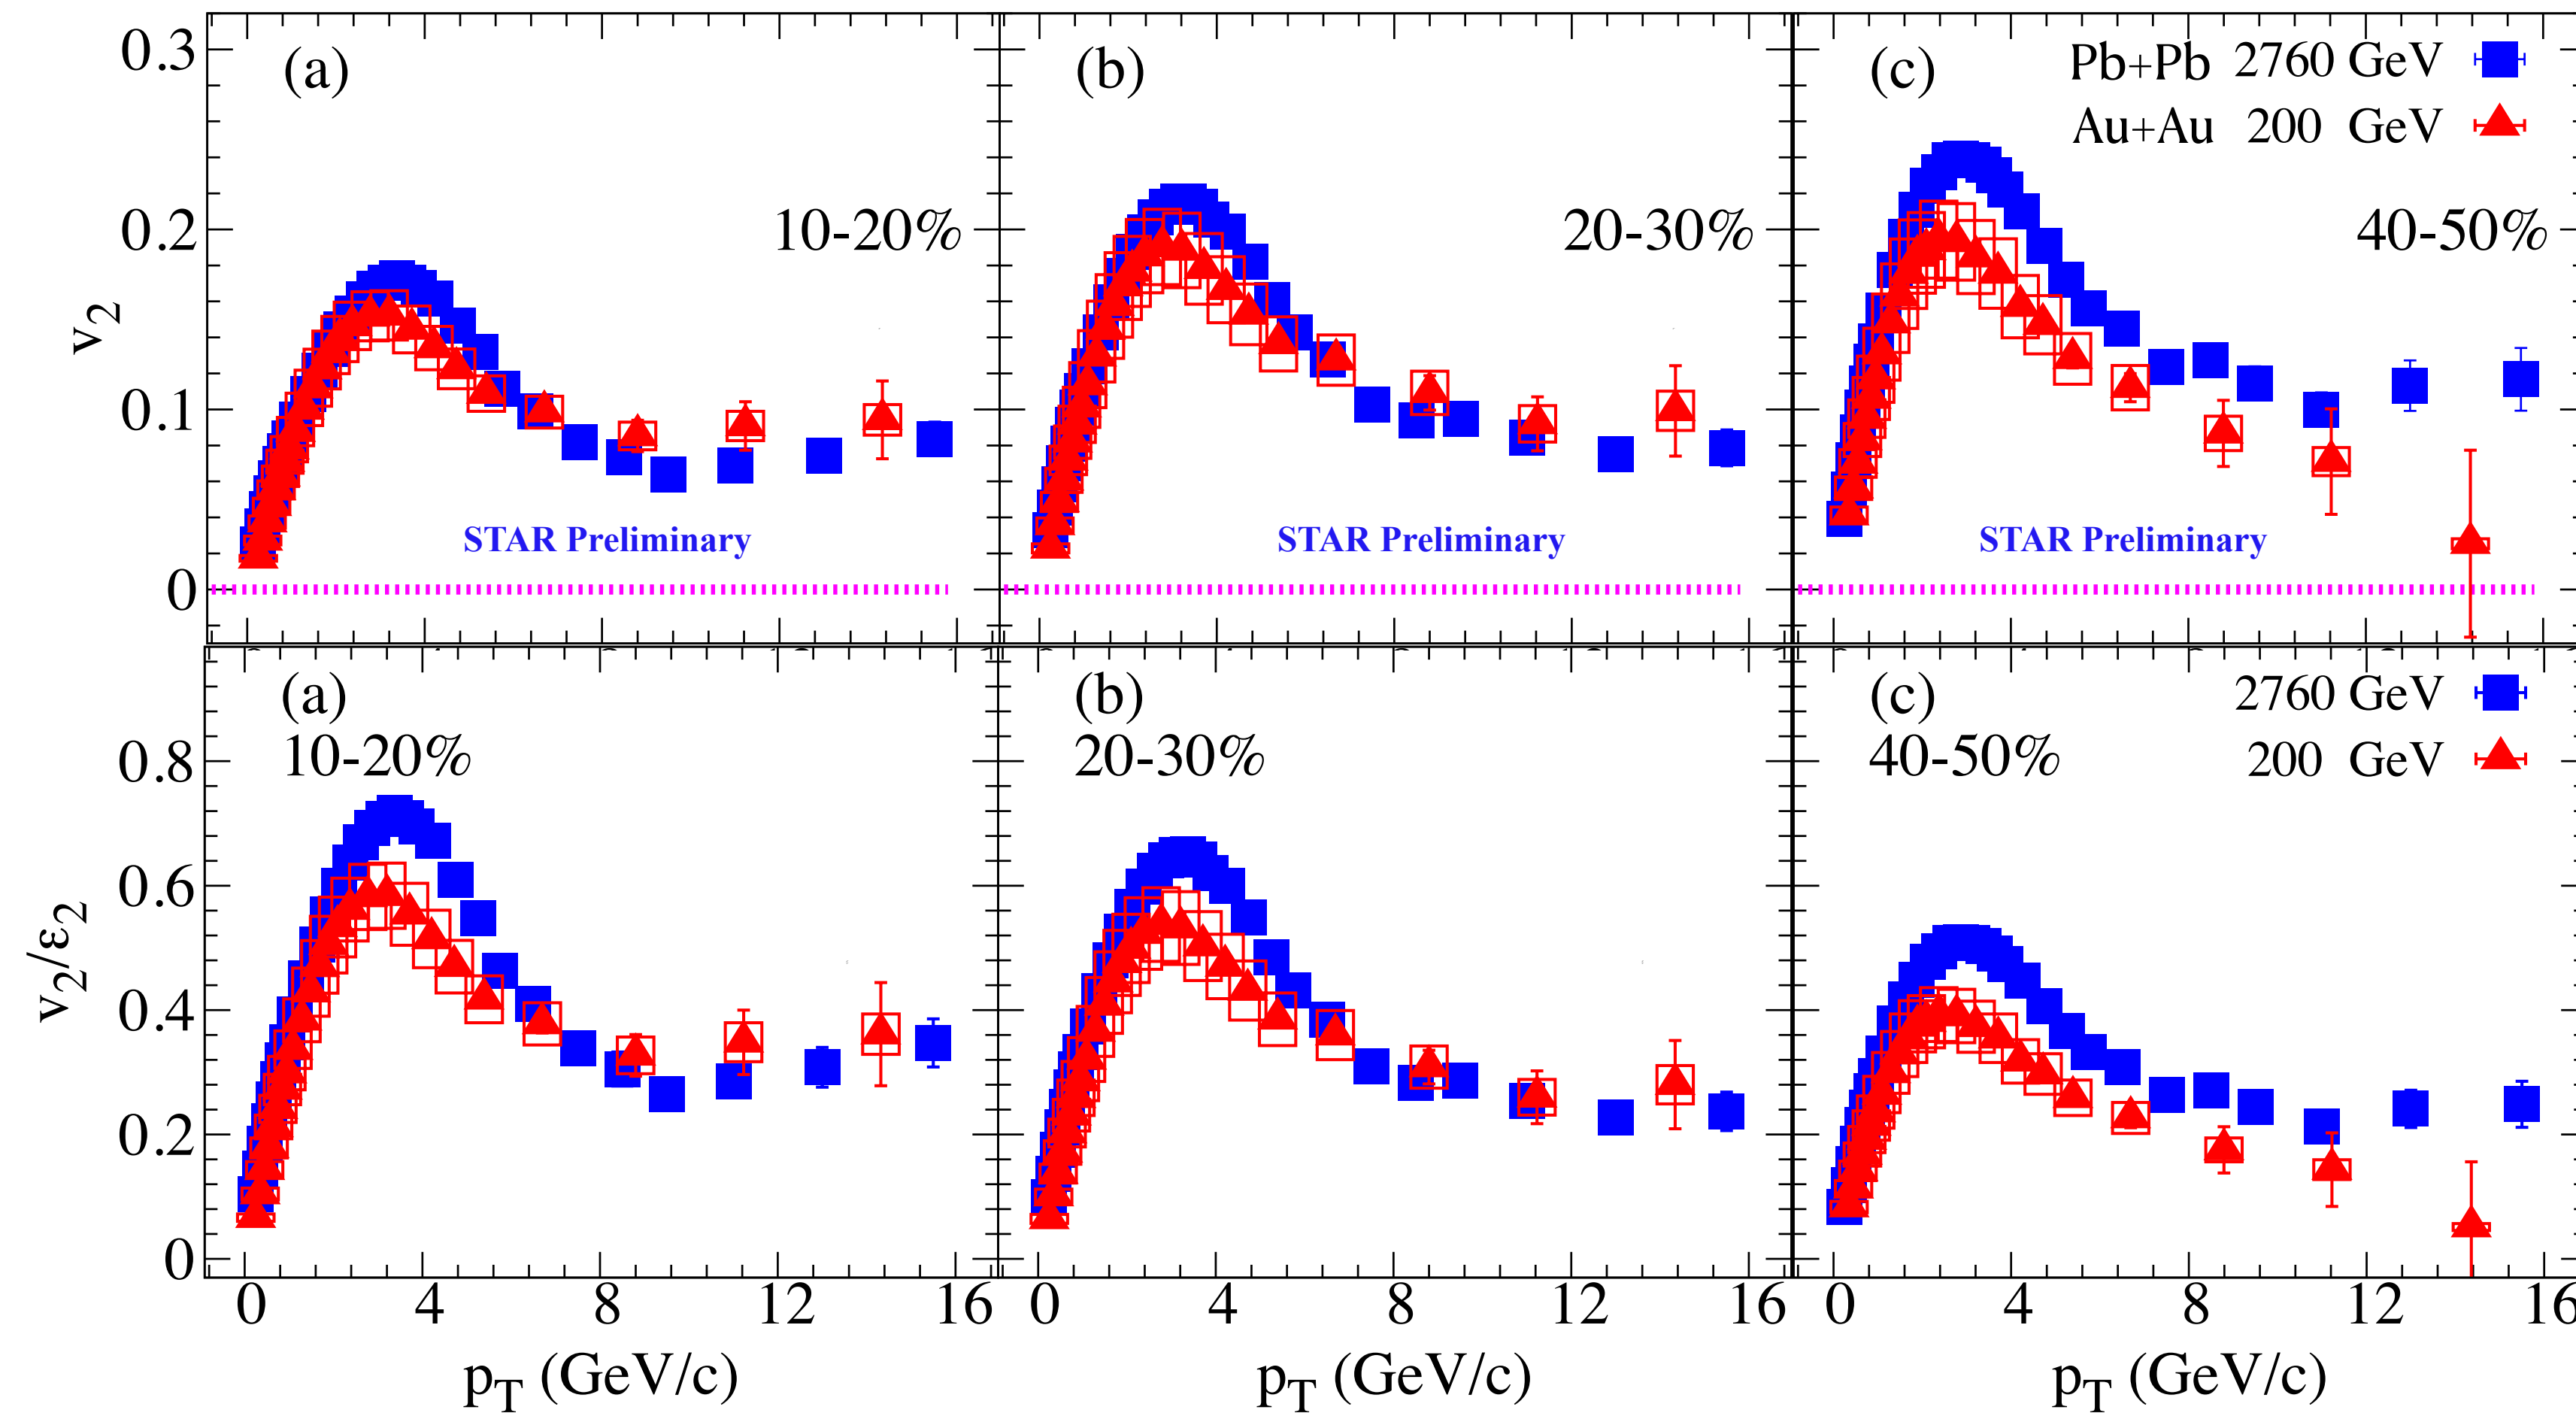 (a)
(b)
(c)
Pb+Pb 2760 GeV
Au+Au 200 GeV
0.3
0.2
0.1
0
v2
10-20%
20-30%
40-50%
STAR Preliminary
STAR Preliminary
STAR Preliminary
(a)
10-20%
(b)
20-30%
(c)
40-50%
2760 GeV
200 GeV
0.8
0.6
0.4
0.2
0
v2/ε2
0 4 8 12 16
0 4 8 12 16
0 4 8 12 16
pT (GeV/c)
pT (GeV/c)
pT (GeV/c)